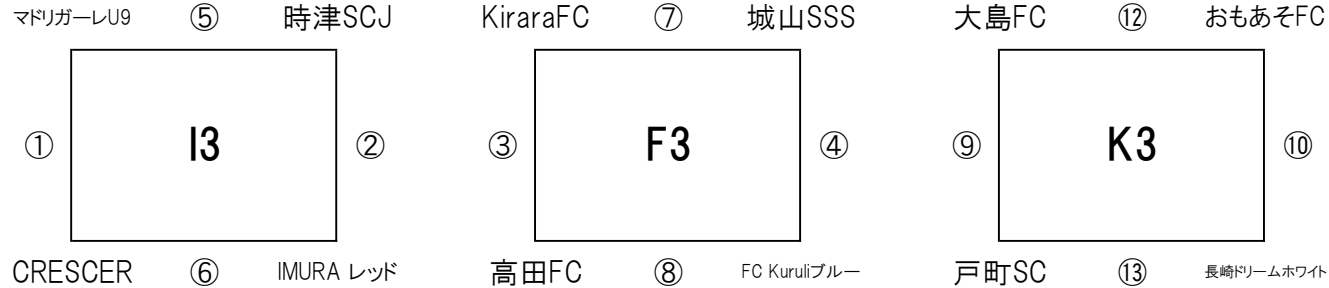 マドリガーレU9 ⑤ 時津SCJ KiraraFC ⑦ 城山SSS 大島FC ⑫ おもあそFC
① I3 ② ③ F3 ④ ⑨ K3 ⑩
CRESCER ⑥ IMURA レッド 高田FC ⑧ FC Kuruliブルー 戸町SC ⑬ 長崎ドリームホワイト